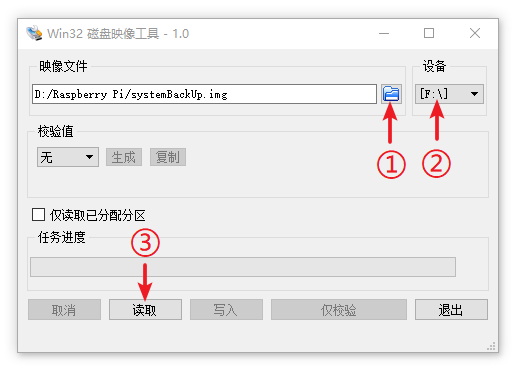 Win32 磁盘映像工具 - 1.0
映像文件
设备
D:/Raspberry Pi/systemBackUp.img
[F:\]
① ②
校验值
无 生成 复制
仅读取已分配分区
③
任务进度
取消 读取 写入 仅校验 退出